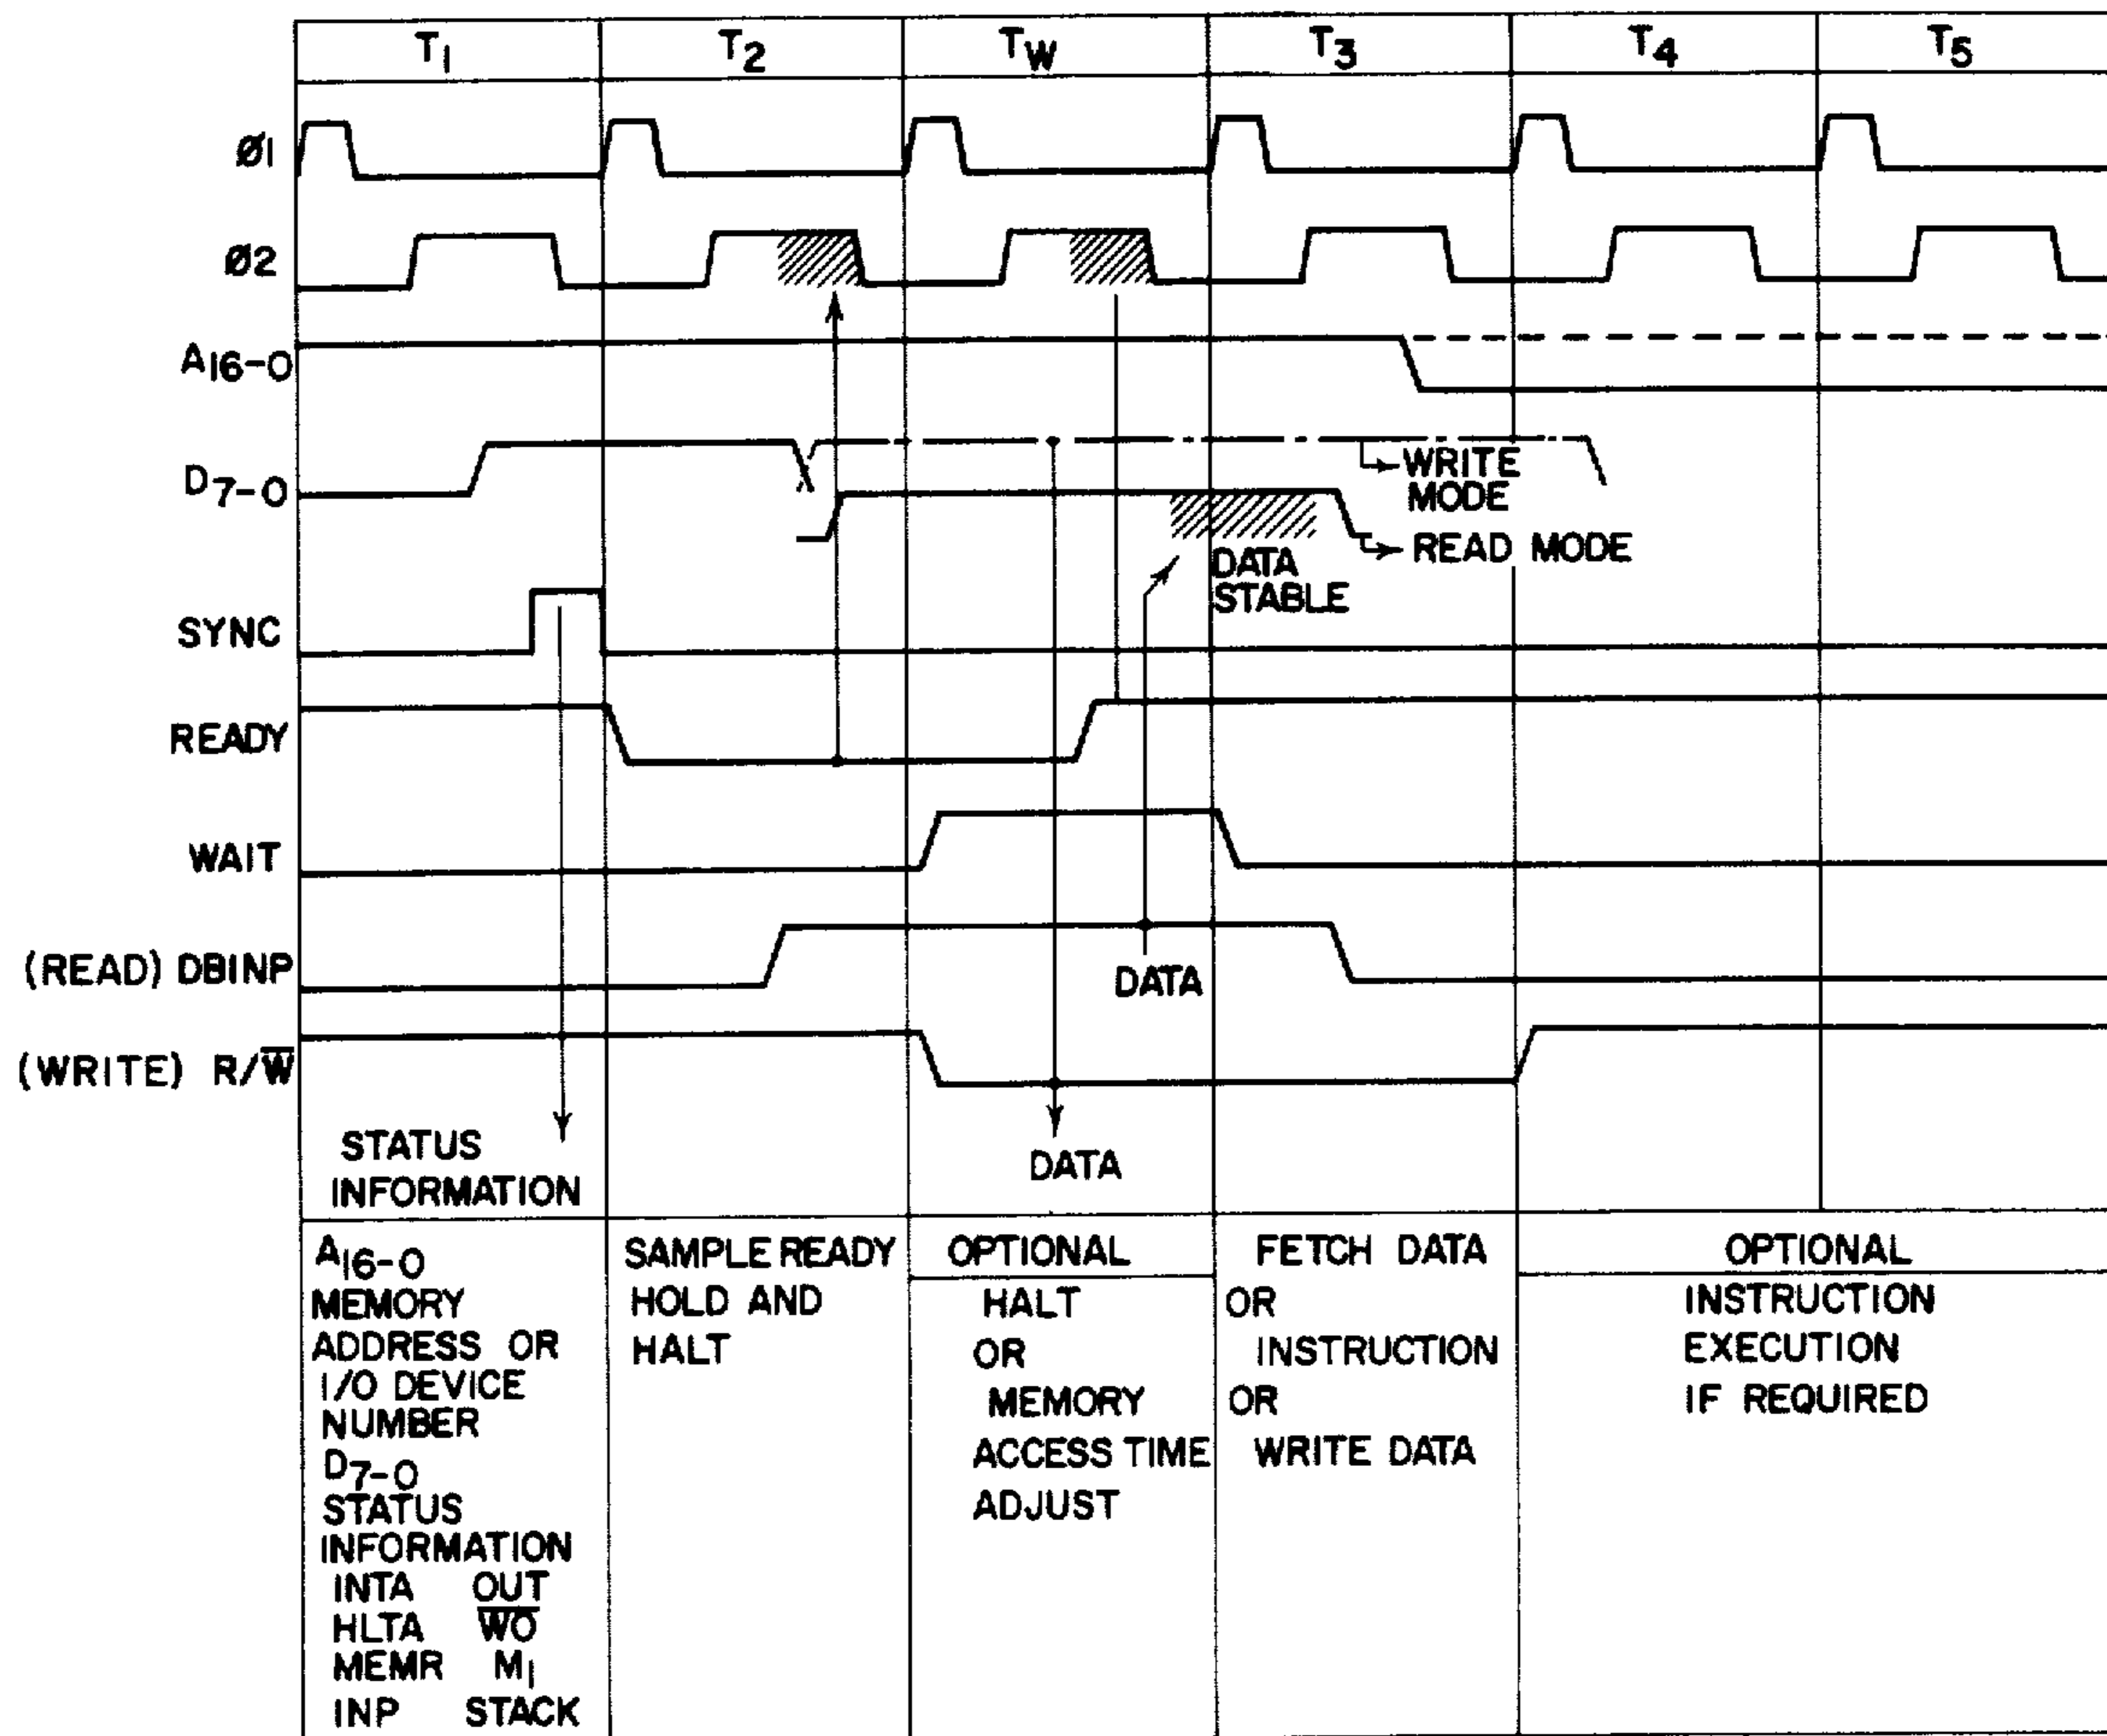 T1 T2 TW T3 T4 T5
Ø1
Ø2
A16-0
D7-0
WRITE
MODE
READ MODE
DATA
STABLE
SYNC
READY
WAIT
(READ) DBINP
DATA
(WRITE) R/W̅
STATUS
INFORMATION
DATA
A16-0
MEMORY
ADDRESS OR
I/O DEVICE
NUMBER
D7-0
STATUS
INFORMATION
INTA OUT
HLTA W̅O̅
MEMR M1
INP STACK
SAMPLE READY
HOLD AND
HALT
OPTIONAL
HALT
OR
MEMORY
ACCESS TIME
ADJUST
FETCH DATA
OR
INSTRUCTION
OR
WRITE DATA
OPTIONAL
INSTRUCTION
EXECUTION
IF REQUIRED